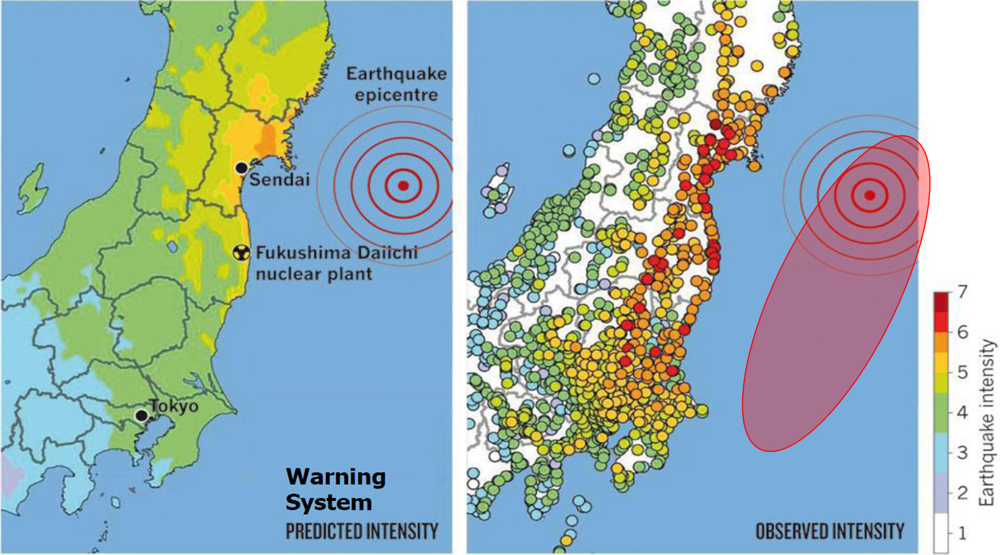 Earthquake
epicentre
Sendai
Fukushima Daiichi
nuclear plant
Tokyo
Warning
System
PREDICTED INTENSITY
OBSERVED INTENSITY
7
6
5
4
3
2
1
Earthquake intensity